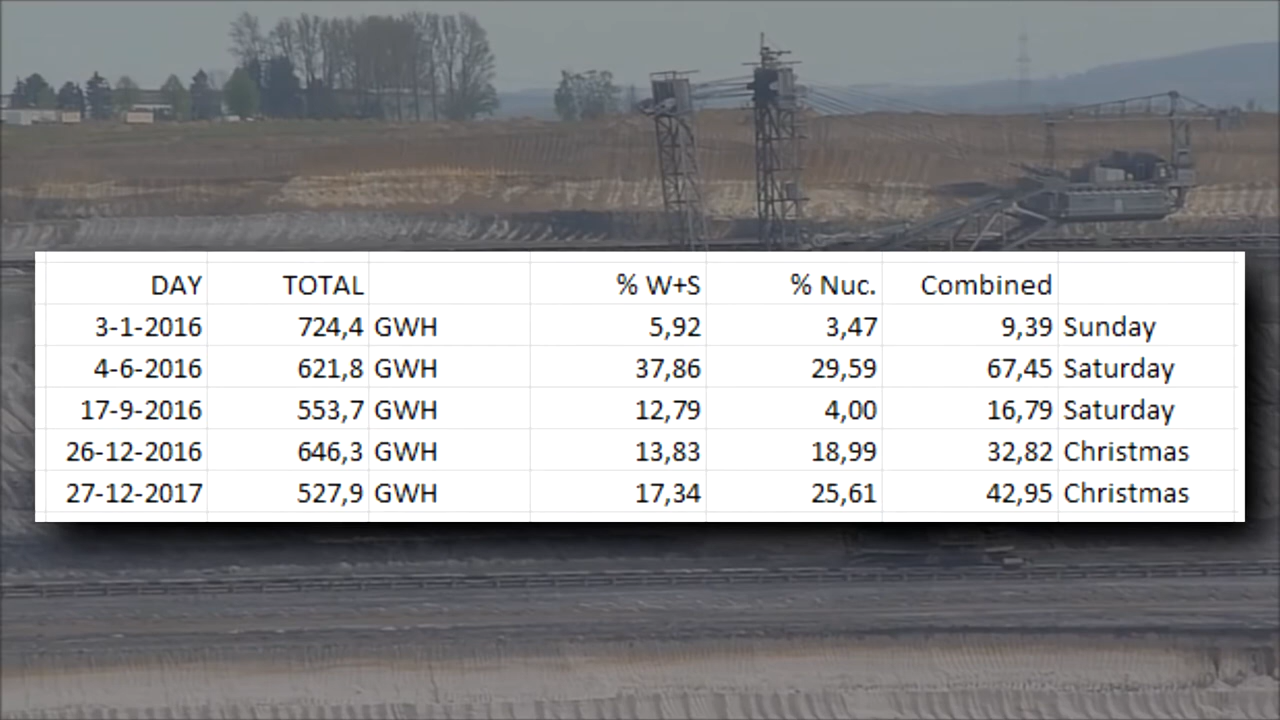 DAY TOTAL % W+S % Nuc. Combined
3-1-2016 724,4 GWH 5,92 3,47 9,39 Sunday
4-6-2016 621,8 GWH 37,86 29,59 67,45 Saturday
17-9-2016 553,7 GWH 12,79 4,00 16,79 Saturday
26-12-2016 646,3 GWH 13,83 18,99 32,82 Christmas
27-12-2017 527,9 GWH 17,34 25,61 42,95 Christmas